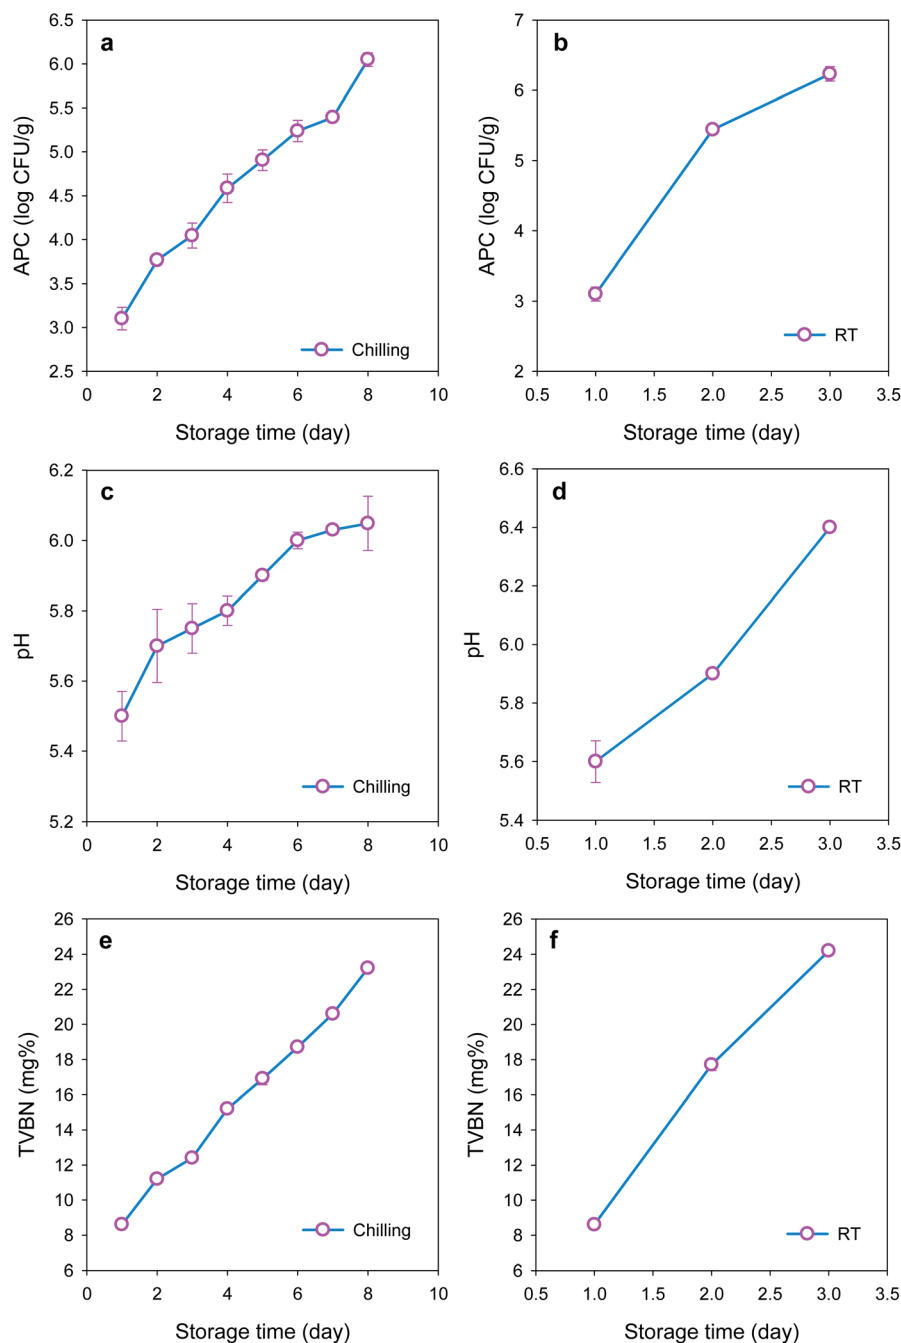 a
APC (log CFU/g)
6.5
6.0
5.5
5.0
4.5
4.0
3.5
3.0
2.5
Chilling
0 2 4 6 8 10
Storage time (day)
b
APC (log CFU/g)
7
6
5
4
3
2
RT
0.5 1.0 1.5 2.0 2.5 3.0 3.5
Storage time (day)
c
pH
6.2
6.0
5.8
5.6
5.4
5.2
Chilling
0 2 4 6 8 10
Storage time (day)
d
pH
6.6
6.4
6.2
6.0
5.8
5.6
5.4
RT
0.5 1.0 1.5 2.0 2.5 3.0 3.5
Storage time (day)
e
TVBN (mg%)
26
24
22
20
18
16
14
12
10
8
6
Chilling
0 2 4 6 8 10
Storage time (day)
f
TVBN (mg%)
26
24
22
20
18
16
14
12
10
8
6
RT
0.5 1.0 1.5 2.0 2.5 3.0 3.5
Storage time (day)